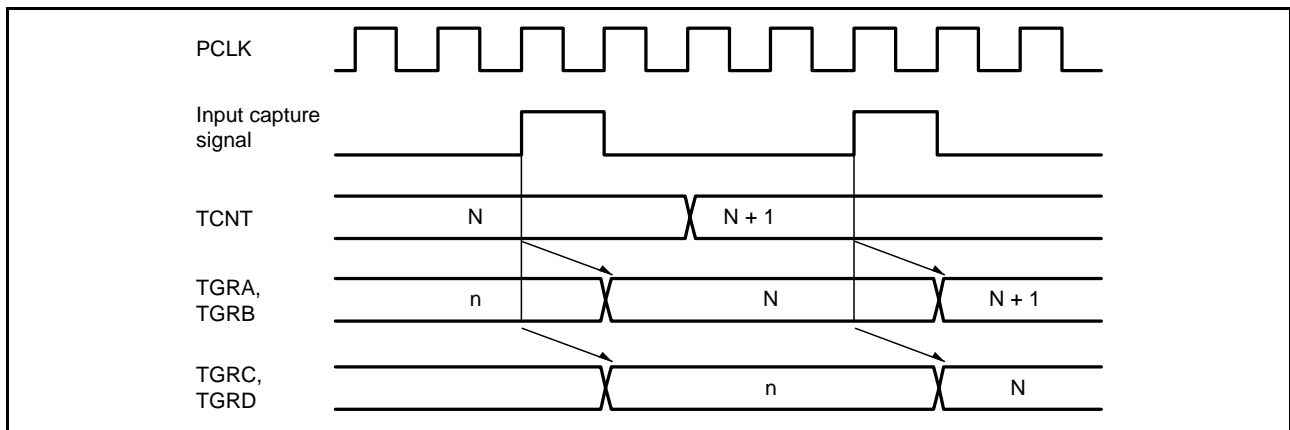 PCLK
Input capture
signal
TCNT
N
N + 1
TGRA,
TGRB
n
N
N + 1
TGRC,
TGRD
n
N